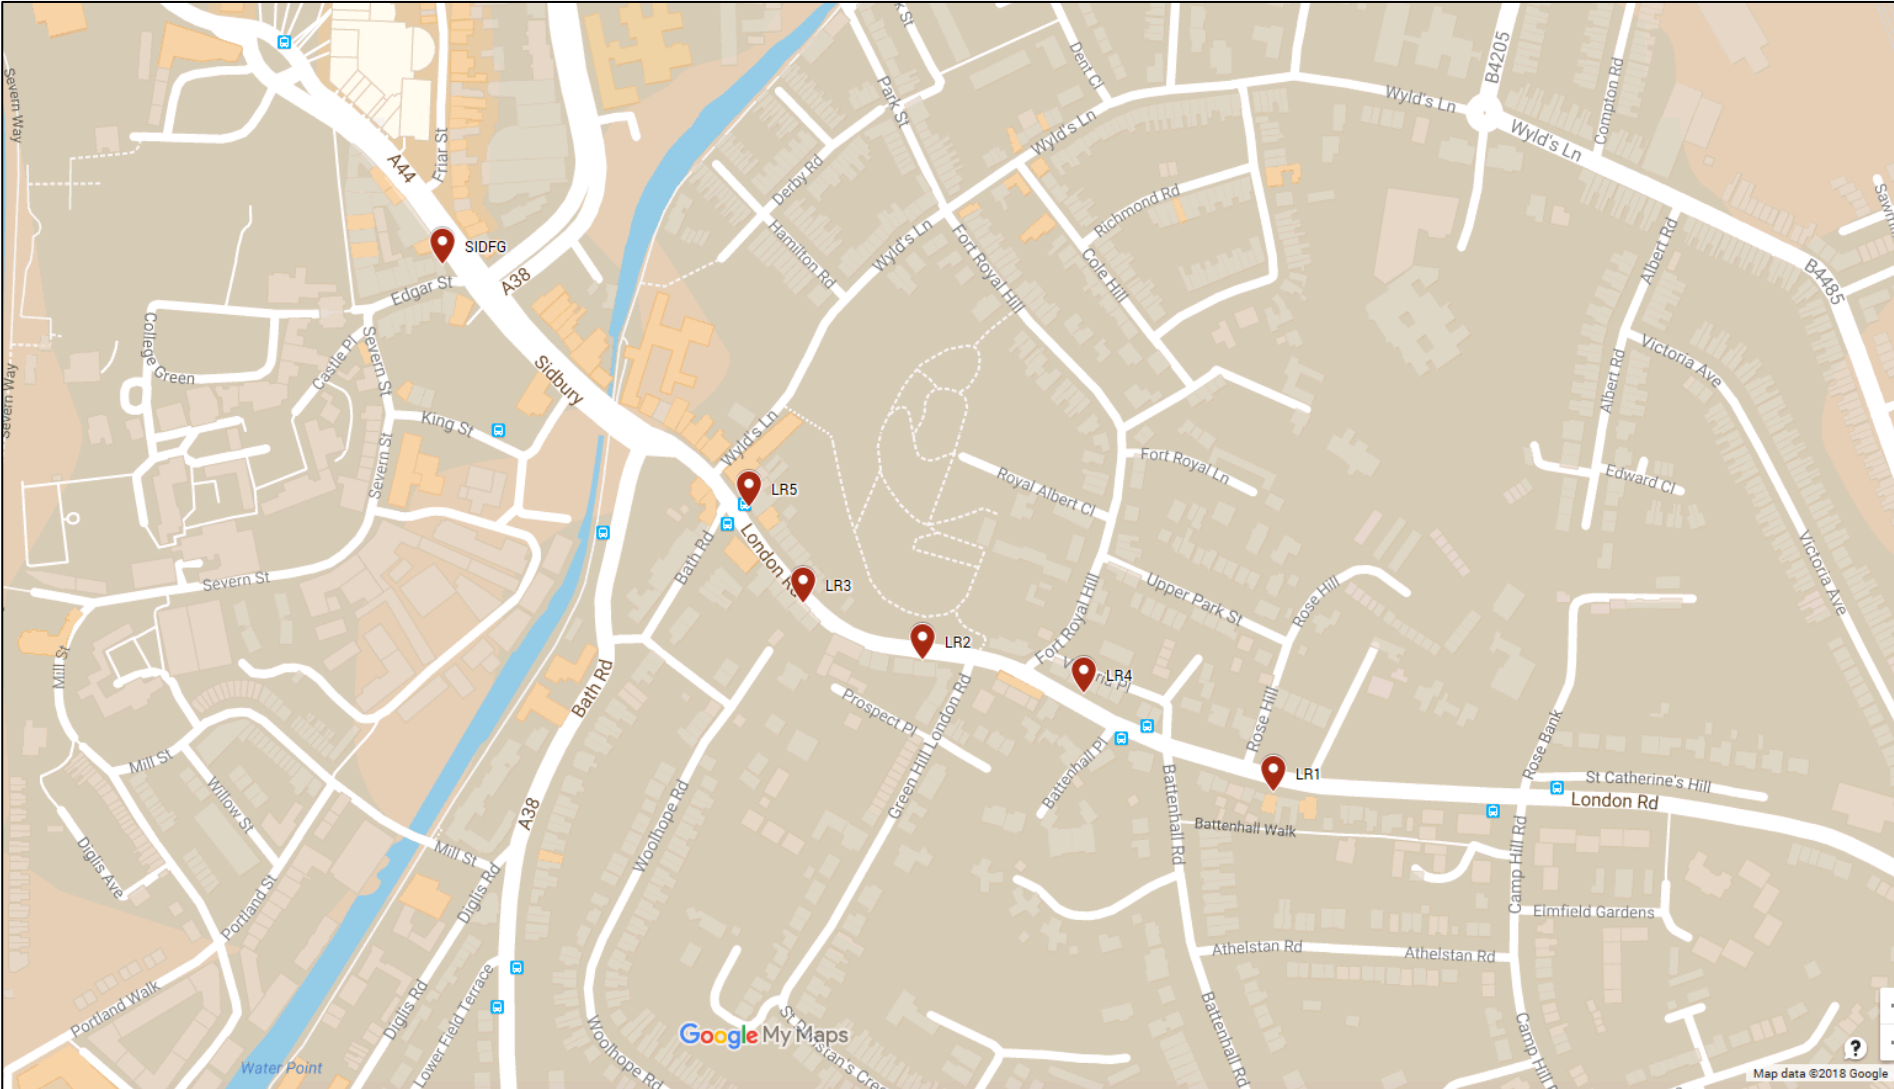 Severn Way
A44
Friar St
Park St
Dent Cl
Wyld's Ln
B4205
Compton Rd
Wyld's Ln
Wyld's Ln
Derby Rd
Hamilton Rd
Wyld's Ln
Richmond Rd
Cole Hill
Fort Royal Hill
Albert Rd
B4485
SIDFG
A38
Edgar St
College Green
Castle Pl
Severn St
Severn Way
Sidbury
King St
Severn St
Wyld's Ln
Albert Rd
Victoria Ave
Fort Royal Ln
Royal Albert Cl
Edward Cl
LR5
London Rd
Bath Rd
Severn St
LR3
Upper Park St
Rose Hill
Victoria Ave
Fort Royal Hill
LR2
LR4
Mill St
Bath Rd
Prospect Pl
Green Hill London Rd
Rose Hill
Battenhall Pl
Rose Bank
LR1
St Catherine's Hill
London Rd
Mill St
Willow St
A38
Woolhope Rd
Battenhall Rd
Battenhall Walk
Camp Hill Rd
Mill St
Diglis Ave
Diglis Rd
Portland St
Elmfield Gardens
Athelstan Rd
Athelstan Rd
Portland Walk
Diglis Rd
Lower Field Terrace
Woolhope Rd
Battenhall Rd
Camp Hill
Water Point
Google My Maps
?
Map data ©2018 Google